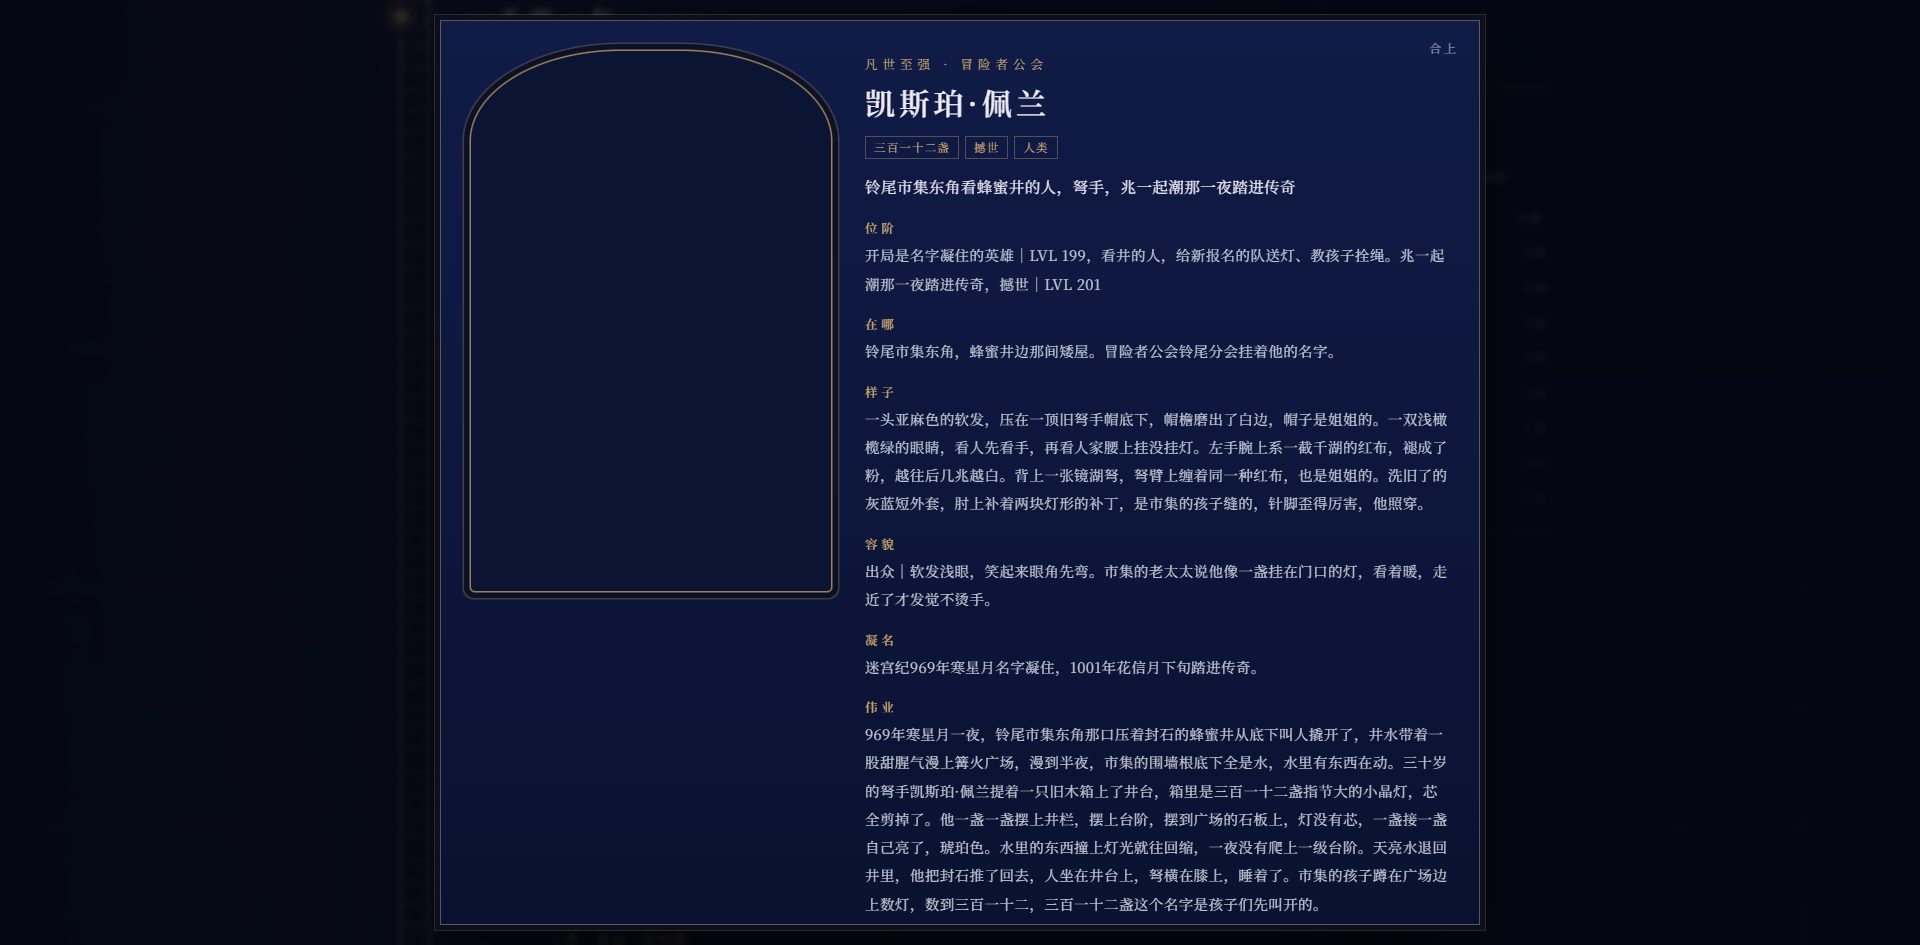 合上
凡世至强 · 冒险者公会
凯斯珀·佩兰
三百一十二盏 撼世 人类
铃尾市集东角看蜂蜜井的人，弩手，兆一起潮那一夜踏进传奇
位阶
开局是名字凝住的英雄｜LVL 199，看井的人，给新报名的队送灯、教孩子拴绳。兆一起
潮那一夜踏进传奇，撼世｜LVL 201
在哪
铃尾市集东角，蜂蜜井边那间矮屋。冒险者公会铃尾分会挂着他的名字。
样子
一头亚麻色的软发，压在一顶旧弩手帽底下，帽檐磨出了白边，帽子是姐姐的。一双浅橄
榄绿的眼睛，看人先看手，再看人家腰上挂没挂灯。左手腕上系一截千湖的红布，褪成了
粉，越往后几兆越白。背上一张镜湖弩，弩臂上缠着同一种红布，也是姐姐的。洗旧了的
灰蓝短外套，肘上补着两块灯形的补丁，是市集的孩子缝的，针脚歪得厉害，他照穿。
容貌
出众｜软发浅眼，笑起来眼角先弯。市集的老太太说他像一盏挂在门口的灯，看着暖，走
近了才发觉不烫手。
凝名
迷宫纪969年寒星月名字凝住，1001年花信月下旬踏进传奇。
伟业
969年寒星月一夜，铃尾市集东角那口压着封石的蜂蜜井从底下叫人撬开了，井水带着一
股甜腥气漫上篝火广场，漫到半夜，市集的围墙根底下全是水，水里有东西在动。三十岁
的弩手凯斯珀·佩兰提着一只旧木箱上了井台，箱里是三百一十二盏指节大的小晶灯，芯
全剪掉了。他一盏一盏摆上井栏，摆上台阶，摆到广场的石板上，灯没有芯，一盏接一盏
自己亮了，琥珀色。水里的东西撞上灯光就往回缩，一夜没有爬上一级台阶。天亮水退回
井里，他把封石推了回去，人坐在井台上，弩横在膝上，睡着了。市集的孩子蹲在广场边
上数灯，数到三百一十二，三百一十二盏这个名字是孩子们先叫开的。